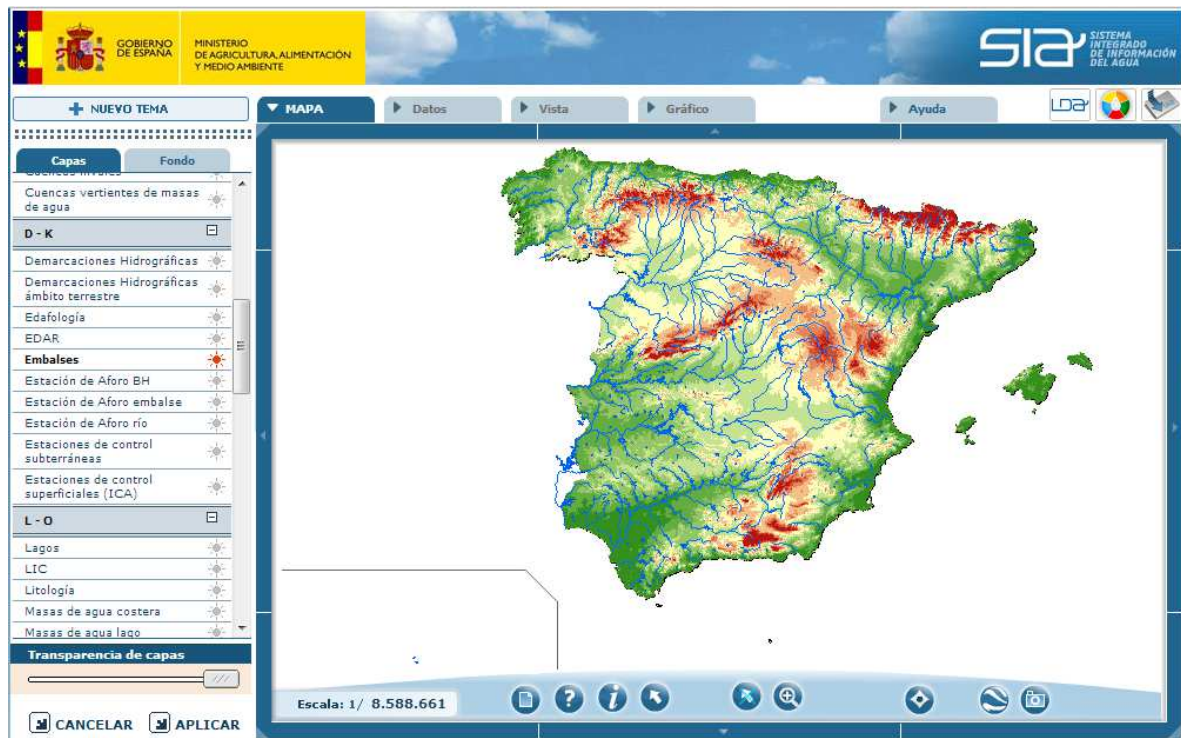 GOBIERNO
DE ESPAÑA
MINISTERIO
DE AGRICULTURA, ALIMENTACIÓN
Y MEDIO AMBIENTE
SIA
SISTEMA
INTEGRADO
DE INFORMACIÓN
DEL AGUA
NUEVO TEMA
MAPA
Datos
Vista
Gráfico
Ayuda
LDA
Capas
Fondo
Cuencas fluviales
Cuencas vertientes de masas
de agua
D - K
Demarcaciones Hidrográficas
Demarcaciones Hidrográficas
ámbito terrestre
Edafología
EDAR
Embalses
Estación de Aforo BH
Estación de Aforo embalse
Estación de Aforo río
Estaciones de control
subterráneas
Estaciones de control
superficiales (ICA)
L - O
Lagos
LIC
Litología
Masas de agua costera
Masas de agua lago
Transparencia de capas
CANCELAR
APLICAR
Escala: 1/ 8.588.661